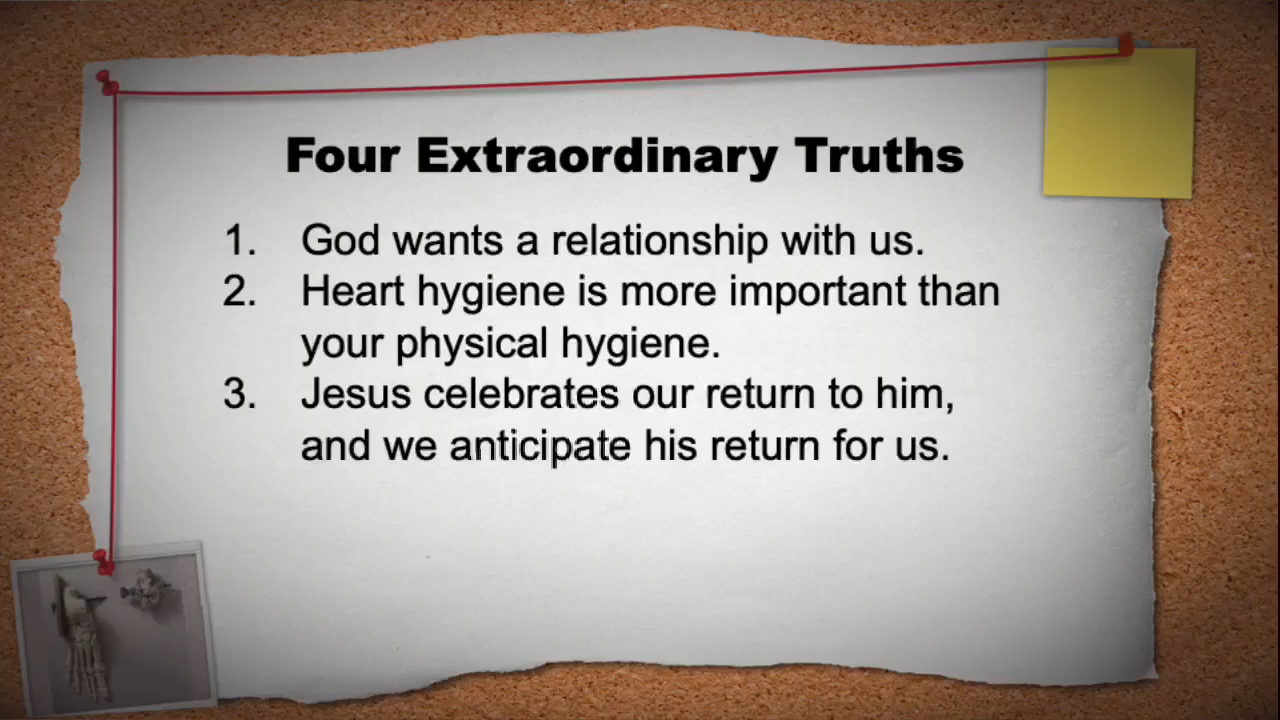 Four Extraordinary Truths
1. God wants a relationship with us.
2. Heart hygiene is more important than
your physical hygiene.
3. Jesus celebrates our return to him,
and we anticipate his return for us.